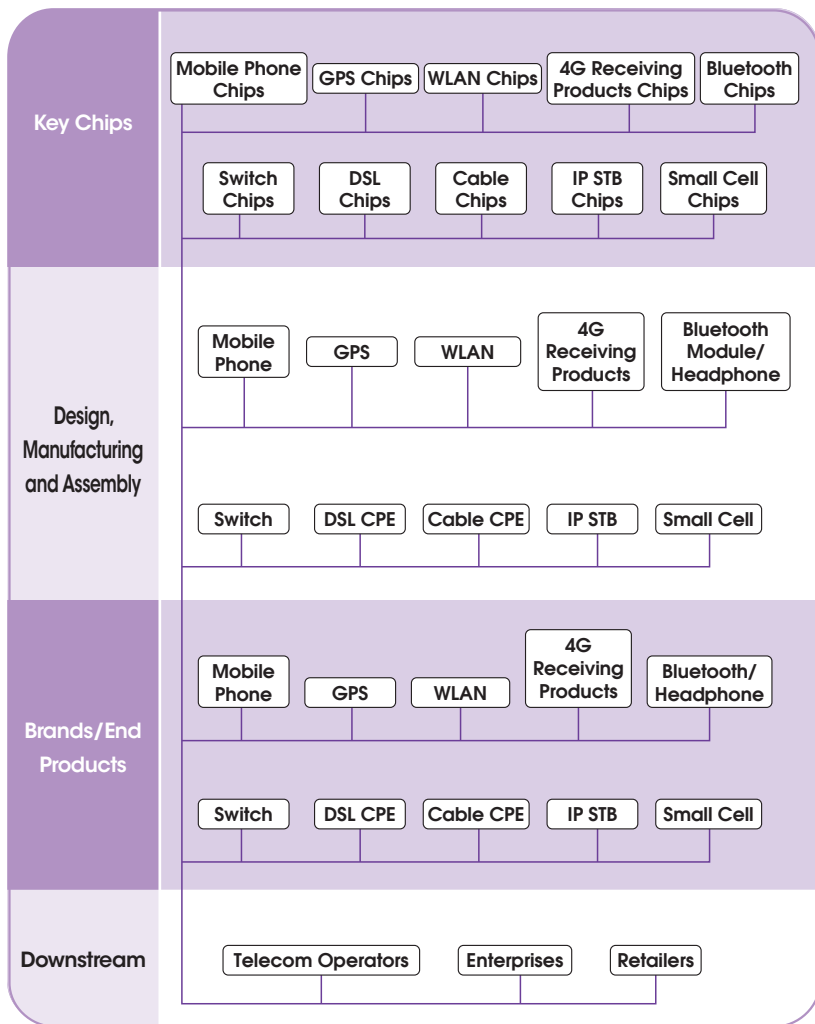 Key Chips
Mobile Phone
Chips
GPS Chips
WLAN Chips
4G Receiving
Products Chips
Bluetooth
Chips
Switch
Chips
DSL
Chips
Cable
Chips
IP STB
Chips
Small Cell
Chips
Design,
Manufacturing
and Assembly
Mobile
Phone
GPS
WLAN
4G
Receiving
Products
Bluetooth
Module/
Headphone
Switch
DSL CPE
Cable CPE
IP STB
Small Cell
Brands/End
Products
Mobile
Phone
GPS
WLAN
4G
Receiving
Products
Bluetooth/
Headphone
Switch
DSL CPE
Cable CPE
IP STB
Small Cell
Downstream
Telecom Operators
Enterprises
Retailers